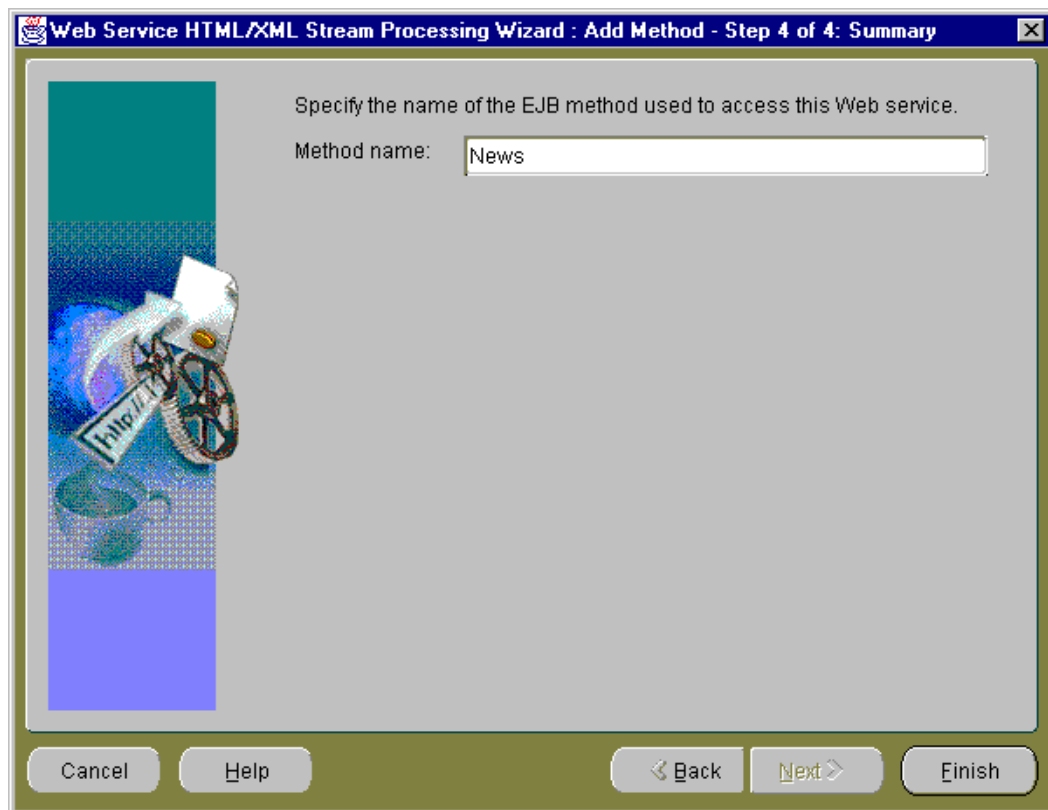 Web Service HTML/XML Stream Processing Wizard : Add Method - Step 4 of 4: Summary
Specify the name of the EJB method used to access this Web service.
Method name: News
http://
Cancel Help Back Next Finish